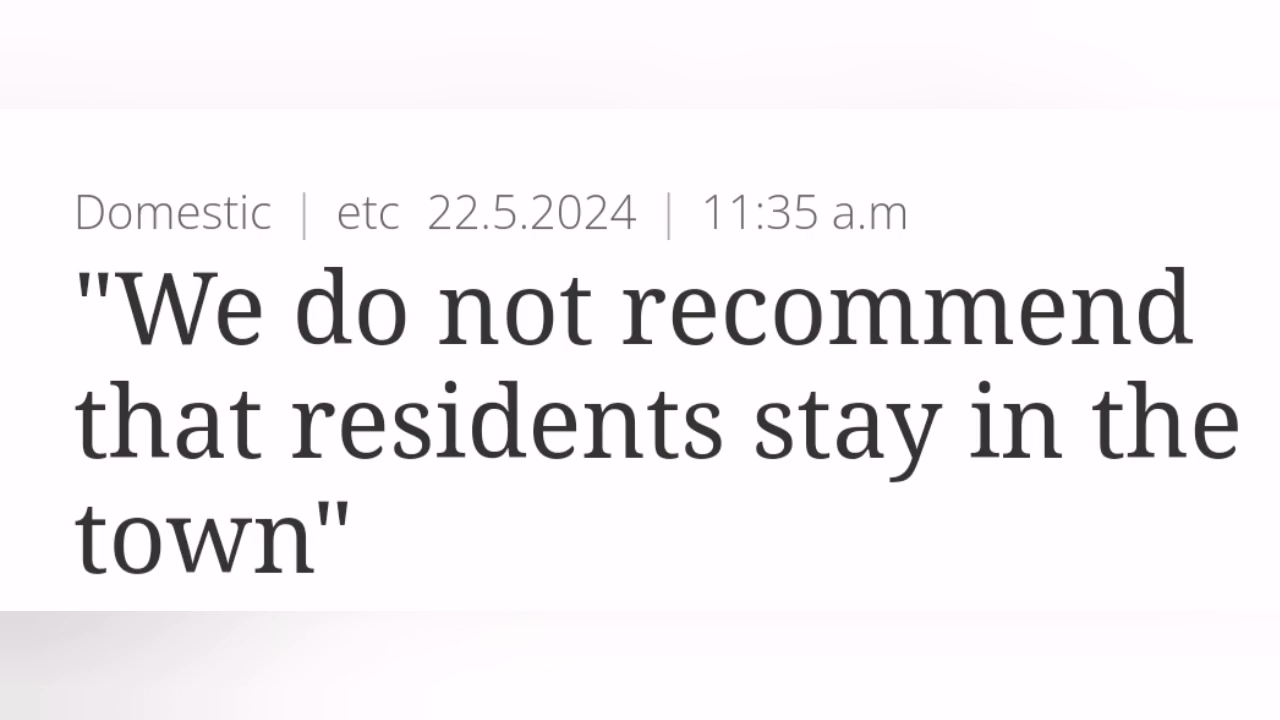 Domestic | etc 22.5.2024 | 11:35 a.m
"We do not recommend
that residents stay in the
town"